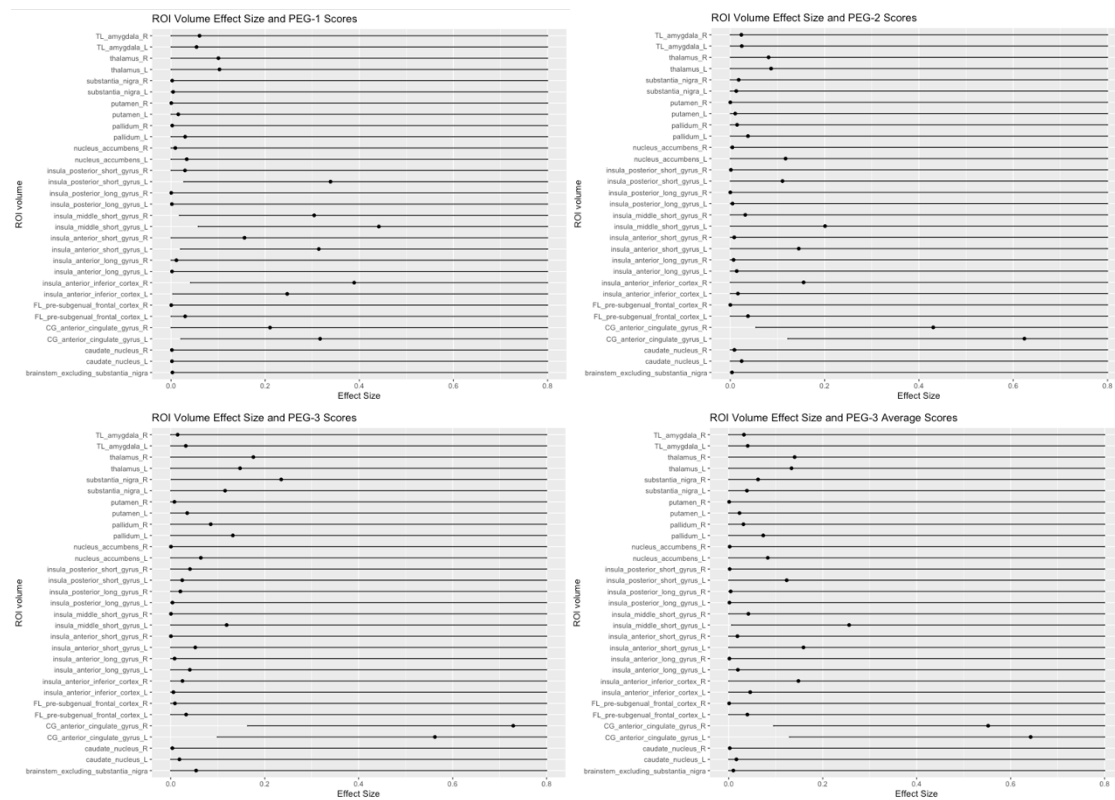 ROI Volume Effect Size and PEG-1 Scores
ROI volume
TL_amygdala_R
TL_amygdala_L
thalamus_R
thalamus_L
substantia_nigra_R
substantia_nigra_L
putamen_R
putamen_L
pallidum_R
pallidum_L
nucleus_accumbens_R
nucleus_accumbens_L
insula_posterior_short_gyrus_R
insula_posterior_short_gyrus_L
insula_posterior_long_gyrus_R
insula_posterior_long_gyrus_L
insula_middle_short_gyrus_R
insula_middle_short_gyrus_L
insula_anterior_short_gyrus_R
insula_anterior_short_gyrus_L
insula_anterior_long_gyrus_R
insula_anterior_long_gyrus_L
insula_anterior_inferior_cortex_R
insula_anterior_inferior_cortex_L
FL_pre-subgenual_frontal_cortex_R
FL_pre-subgenual_frontal_cortex_L
CG_anterior_cingulate_gyrus_R
CG_anterior_cingulate_gyrus_L
caudate_nucleus_R
caudate_nucleus_L
brainstem_excluding_substantia_nigra
0.0 0.2 0.4 0.6 0.8
Effect Size
ROI Volume Effect Size and PEG-2 Scores
ROI volume
TL_amygdala_R
TL_amygdala_L
thalamus_R
thalamus_L
substantia_nigra_R
substantia_nigra_L
putamen_R
putamen_L
pallidum_R
pallidum_L
nucleus_accumbens_R
nucleus_accumbens_L
insula_posterior_short_gyrus_R
insula_posterior_short_gyrus_L
insula_posterior_long_gyrus_R
insula_posterior_long_gyrus_L
insula_middle_short_gyrus_R
insula_middle_short_gyrus_L
insula_anterior_short_gyrus_R
insula_anterior_short_gyrus_L
insula_anterior_long_gyrus_R
insula_anterior_long_gyrus_L
insula_anterior_inferior_cortex_R
insula_anterior_inferior_cortex_L
FL_pre-subgenual_frontal_cortex_R
FL_pre-subgenual_frontal_cortex_L
CG_anterior_cingulate_gyrus_R
CG_anterior_cingulate_gyrus_L
caudate_nucleus_R
caudate_nucleus_L
brainstem_excluding_substantia_nigra
0.0 0.2 0.4 0.6 0.8
Effect Size
ROI Volume Effect Size and PEG-3 Scores
ROI volume
TL_amygdala_R
TL_amygdala_L
thalamus_R
thalamus_L
substantia_nigra_R
substantia_nigra_L
putamen_R
putamen_L
pallidum_R
pallidum_L
nucleus_accumbens_R
nucleus_accumbens_L
insula_posterior_short_gyrus_R
insula_posterior_short_gyrus_L
insula_posterior_long_gyrus_R
insula_posterior_long_gyrus_L
insula_middle_short_gyrus_R
insula_middle_short_gyrus_L
insula_anterior_short_gyrus_R
insula_anterior_short_gyrus_L
insula_anterior_long_gyrus_R
insula_anterior_long_gyrus_L
insula_anterior_inferior_cortex_R
insula_anterior_inferior_cortex_L
FL_pre-subgenual_frontal_cortex_R
FL_pre-subgenual_frontal_cortex_L
CG_anterior_cingulate_gyrus_R
CG_anterior_cingulate_gyrus_L
caudate_nucleus_R
caudate_nucleus_L
brainstem_excluding_substantia_nigra
0.0 0.2 0.4 0.6 0.8
Effect Size
ROI Volume Effect Size and PEG-3 Average Scores
ROI volume
TL_amygdala_R
TL_amygdala_L
thalamus_R
thalamus_L
substantia_nigra_R
substantia_nigra_L
putamen_R
putamen_L
pallidum_R
pallidum_L
nucleus_accumbens_R
nucleus_accumbens_L
insula_posterior_short_gyrus_R
insula_posterior_short_gyrus_L
insula_posterior_long_gyrus_R
insula_posterior_long_gyrus_L
insula_middle_short_gyrus_R
insula_middle_short_gyrus_L
insula_anterior_short_gyrus_R
insula_anterior_short_gyrus_L
insula_anterior_long_gyrus_R
insula_anterior_long_gyrus_L
insula_anterior_inferior_cortex_R
insula_anterior_inferior_cortex_L
FL_pre-subgenual_frontal_cortex_R
FL_pre-subgenual_frontal_cortex_L
CG_anterior_cingulate_gyrus_R
CG_anterior_cingulate_gyrus_L
caudate_nucleus_R
caudate_nucleus_L
brainstem_excluding_substantia_nigra
0.0 0.2 0.4 0.6 0.8
Effect Size